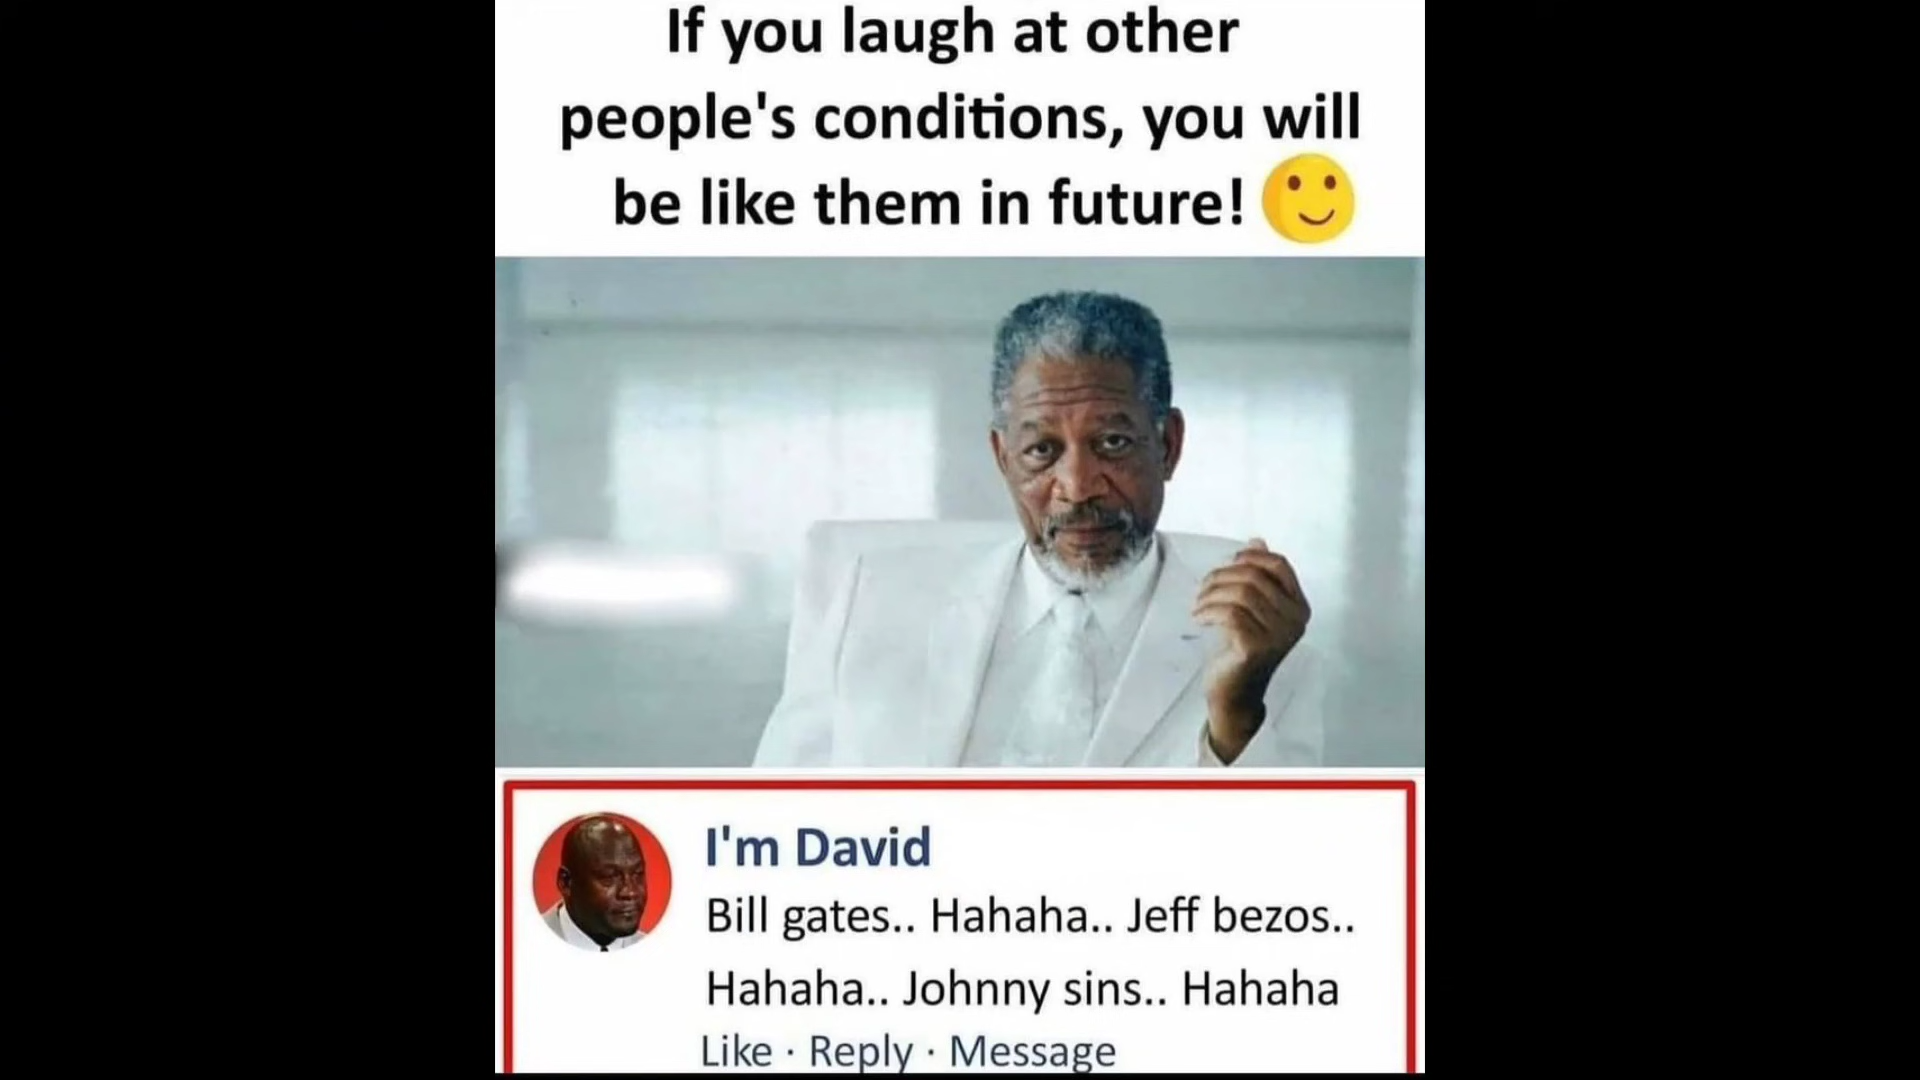 If you laugh at other
people's conditions, you will
be like them in future!
I'm David
Bill gates.. Hahaha.. Jeff bezos..
Hahaha.. Johnny sins.. Hahaha
Like · Reply · Message